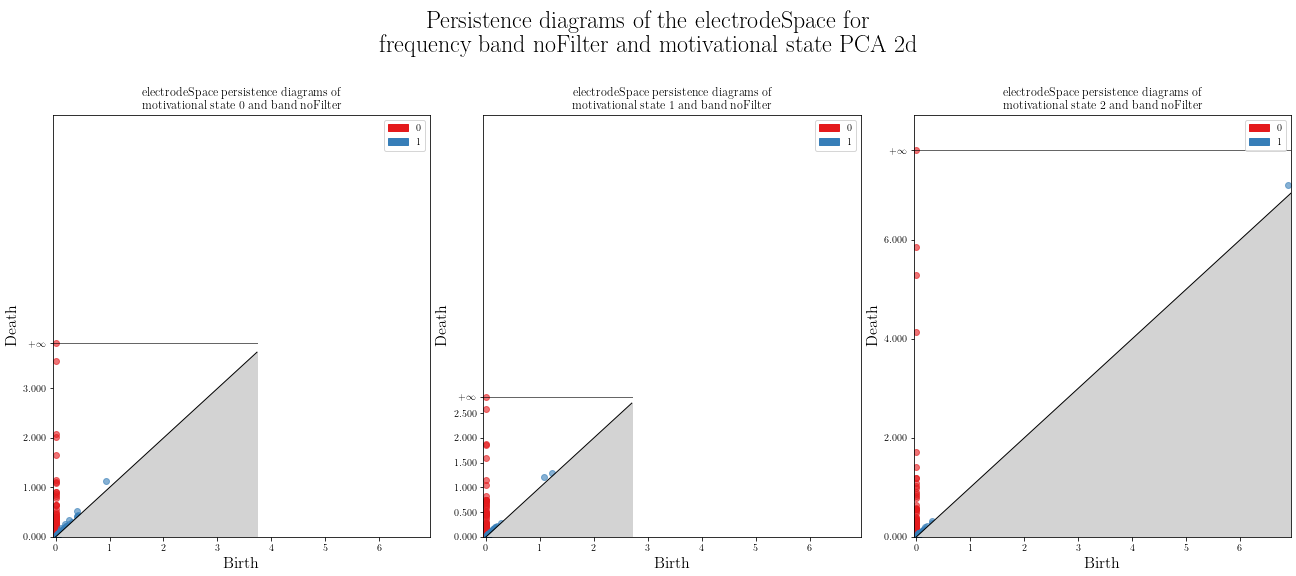 Persistence diagrams of the electrodeSpace for
frequency band noFilter and motivational state PCA 2d
electrodeSpace persistence diagrams of
motivational state 0 and band noFilter
0
1
Death
+∞
3.000
2.000
1.000
0.000
0 1 2 3 4 5 6
Birth
electrodeSpace persistence diagrams of
motivational state 1 and band noFilter
0
1
Death
+∞
2.500
2.000
1.500
1.000
0.500
0.000
0 1 2 3 4 5 6
Birth
electrodeSpace persistence diagrams of
motivational state 2 and band noFilter
0
1
Death
+∞
6.000
4.000
2.000
0.000
0 1 2 3 4 5 6
Birth